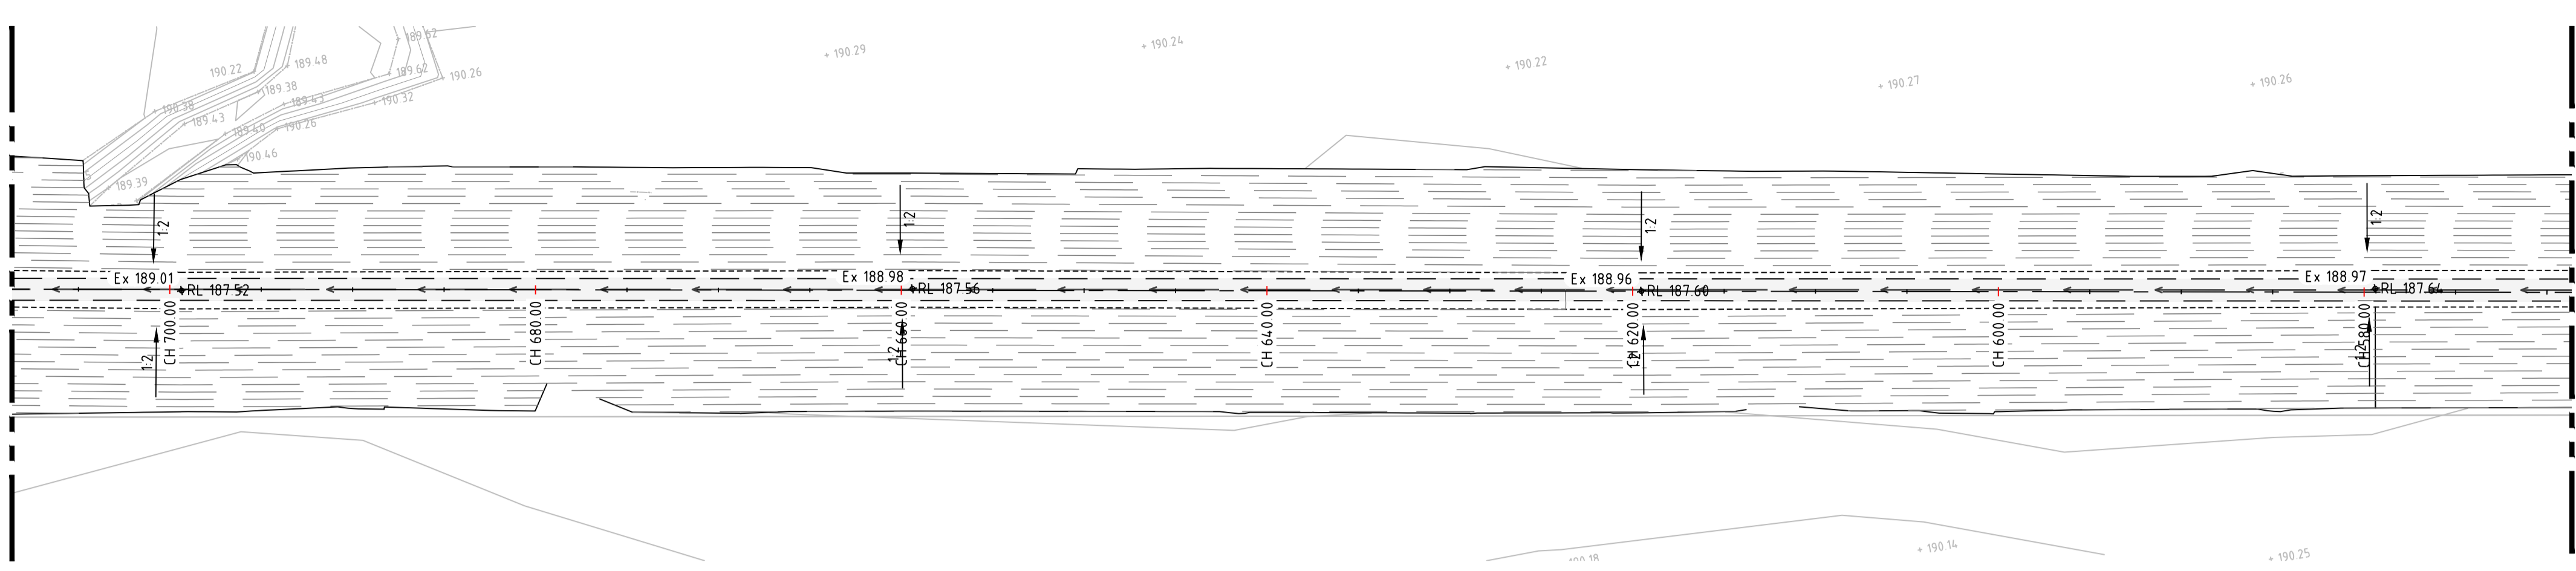 + 189.62
+ 190.29
+ 190.24
+ 190.22
+ 190.27
+ 190.26
190.22
+ 189.48
+ 189.62
+ 190.26
+ 189.38
+ 190.38
+ 189.43
+ 190.32
+ 189.43
+ 189.40
+ 190.26
+ 190.46
+ 189.39
1:2
1:2
1:2
1:2
Ex 189.01
RL 187.52
Ex 188.98
RL 187.56
Ex 188.96
RL 187.60
Ex 188.97
RL 187.64
CH 700.00
CH 680.00
CH 660.00
CH 640.00
CH 620.00
CH 600.00
CH 580.00
1:2
1:2
1:2
1:2
+ 190.14
+ 190.25